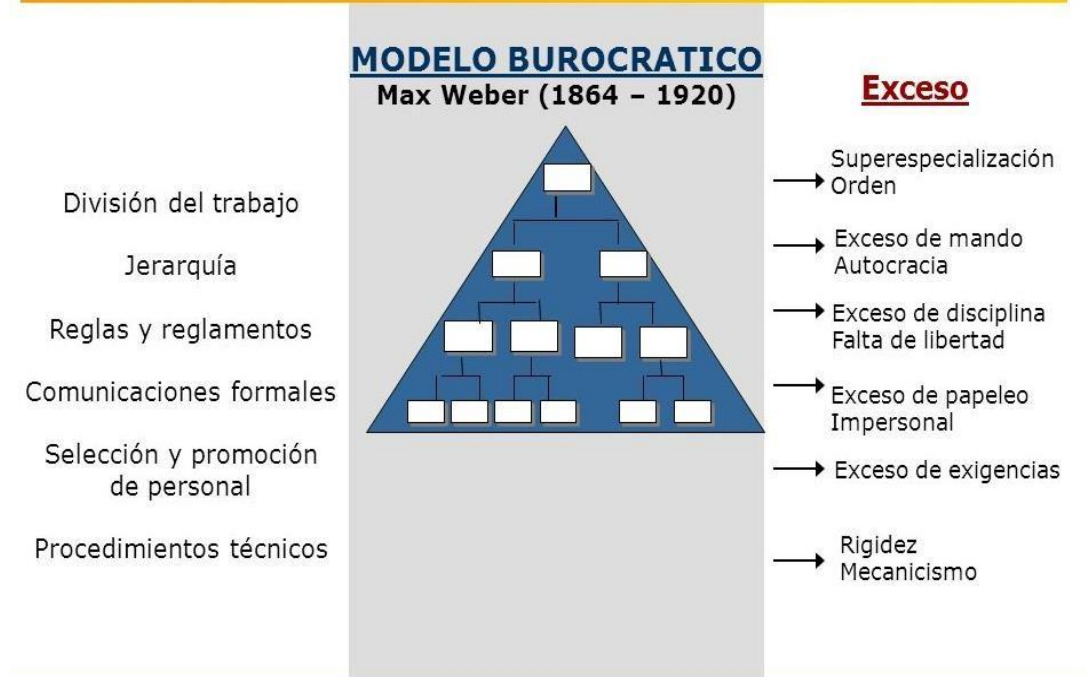 MODELO BUROCRATICO
Max Weber (1864 – 1920)
División del trabajo
Jerarquía
Reglas y reglamentos
Comunicaciones formales
Selección y promoción
de personal
Procedimientos técnicos
Exceso
Superespecialización
Orden
Exceso de mando
Autocracia
Exceso de disciplina
Falta de libertad
Exceso de papeleo
Impersonal
Exceso de exigencias
Rigidez
Mecanicismo